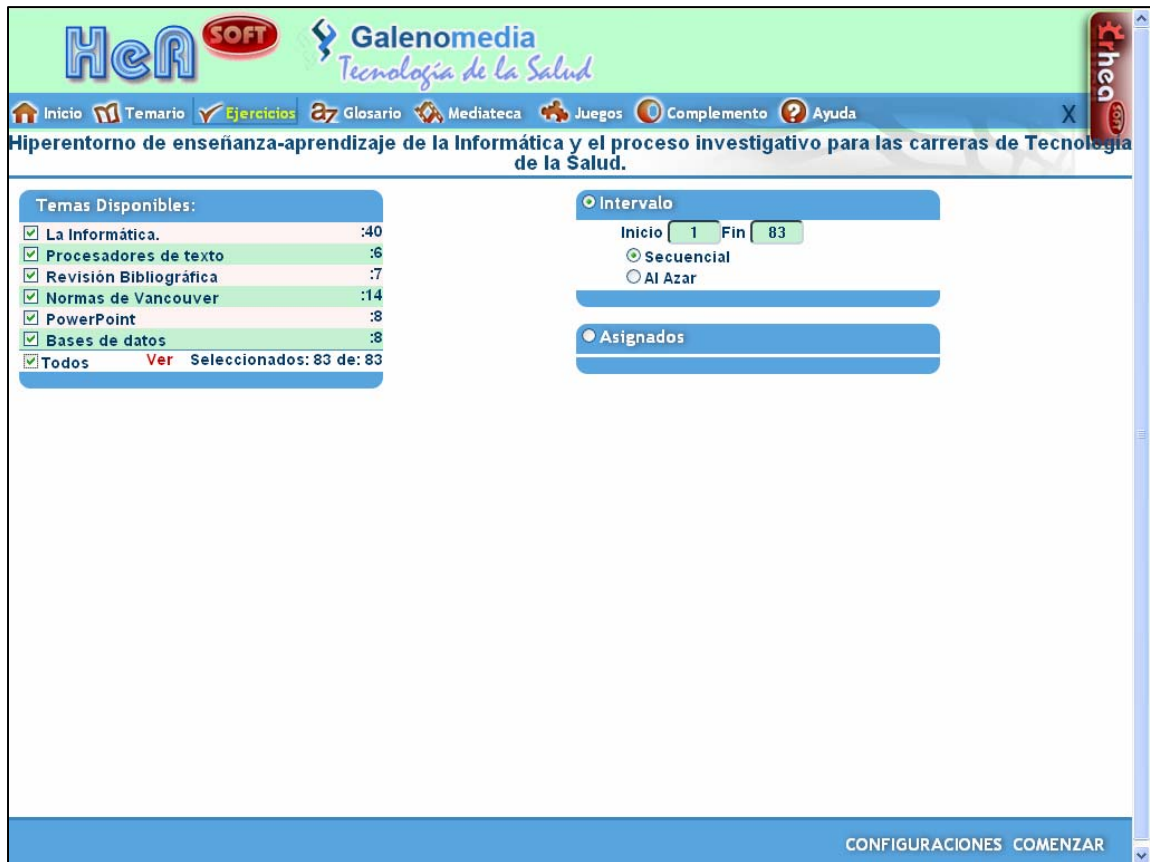 HeA SOFT
Galenomedia
Tecnología de la Salud
rhea
Inicio Temario Ejercicios a7 Glosario Mediateca Juegos Complemento ? Ayuda X
Hiperentorno de enseñanza-aprendizaje de la Informática y el proceso investigativo para las carreras de Tecnología
de la Salud.
Temas Disponibles:
La Informática. :40
Procesadores de texto :6
Revisión Bibliográfica :7
Normas de Vancouver :14
PowerPoint :8
Bases de datos :8
Todos Ver Seleccionados: 83 de: 83
Intervalo
Inicio 1 Fin 83
Secuencial
Al Azar
Asignados
CONFIGURACIONES COMENZAR